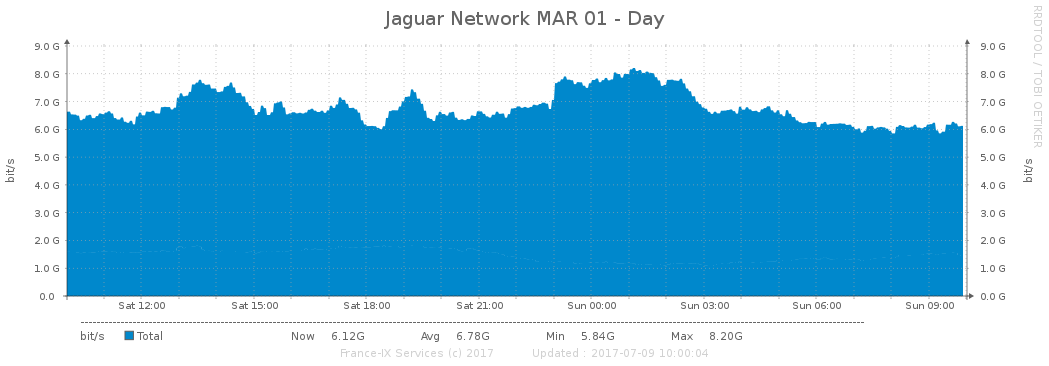 Jaguar Network MAR 01 - Day
RRDTOOL / TOBI OETIKER
9.0 G 9.0 G
8.0 G 8.0 G
7.0 G 7.0 G
6.0 G 6.0 G
5.0 G 5.0 G
4.0 G 4.0 G
3.0 G 3.0 G
2.0 G 2.0 G
1.0 G 1.0 G
0.0 0.0 G
bit/s bit/s
Sat 12:00 Sat 15:00 Sat 18:00 Sat 21:00 Sun 00:00 Sun 03:00 Sun 06:00 Sun 09:00
bit/s Total Now 6.12G Avg 6.78G Min 5.84G Max 8.20G
France-IX Services (c) 2017 Updated : 2017-07-09 10:00:04